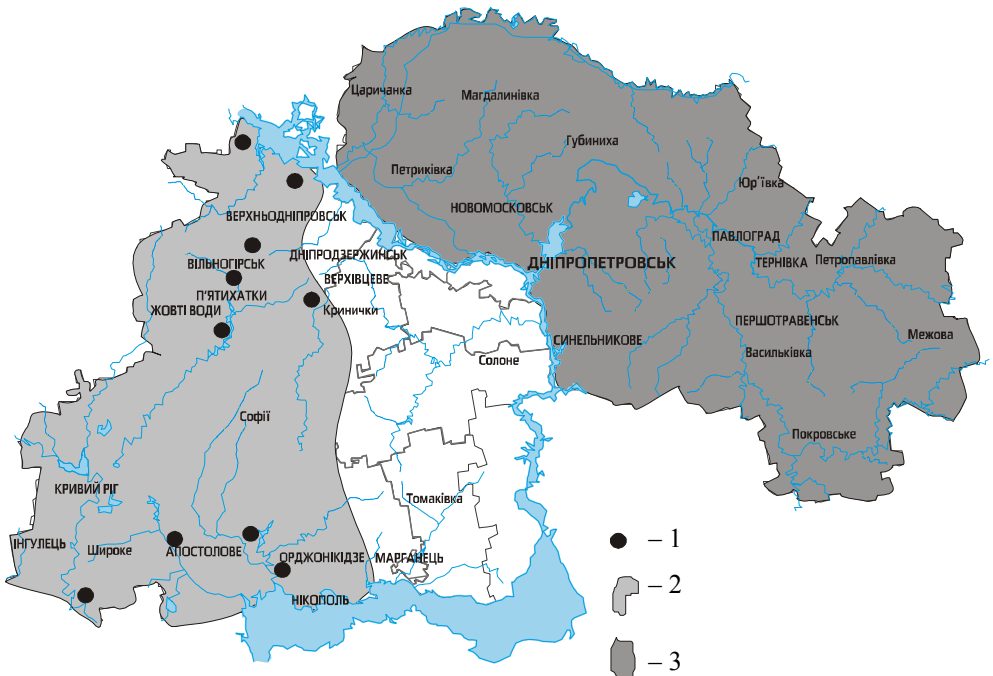 Царичанка
Магдалинівка
Губиниха
Петриківка
Юр'ївка
НОВОМОСКОВСЬК
ВЕРХНЬОДНІПРОВСЬК
ПАВЛОГРАД
ДНІПРОДЗЕРЖИНСЬК
ВІЛЬНОГІРСЬК
ДНІПРОПЕТРОВСЬК
ТЕРНІВКА
Петропавлівка
ВЕРХІВЦЕВЕ
П'ЯТИХАТКИ
ЖОВТІ ВОДИ
Кринички
ПЕРШОТРАВЕНСЬК
СИНЕЛЬНИКОВЕ
Межова
Васильківка
Солоне
Софії
Покровське
КРИВИЙ РІГ
Томаківка
ІНГУЛЕЦЬ
Широке
АПОСТОЛОВЕ
ОРДЖОНІКІДЗЕ
МАРГАНЕЦЬ
НІКОПОЛЬ
– 1
– 2
– 3